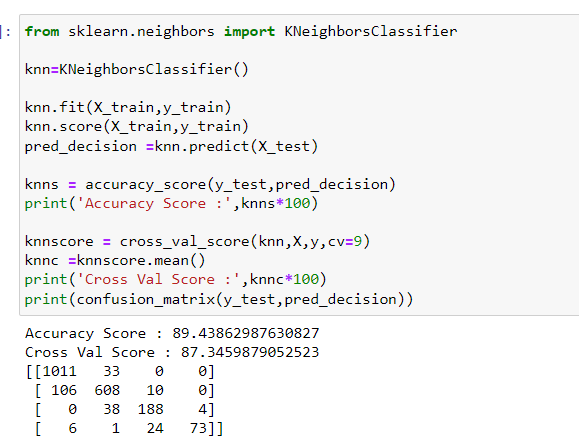 ]: from sklearn.neighbors import KNeighborsClassifier
knn=KNeighborsClassifier()
knn.fit(X_train,y_train)
knn.score(X_train,y_train)
pred_decision =knn.predict(X_test)
knns = accuracy_score(y_test,pred_decision)
print('Accuracy Score :',knns*100)
knnscore = cross_val_score(knn,X,y,cv=9)
knnc =knnscore.mean()
print('Cross Val Score :',knnc*100)
print(confusion_matrix(y_test,pred_decision))
Accuracy Score : 89.43862987630827
Cross Val Score : 87.3459879052523
[[1011   33    0    0]
 [ 106  608   10    0]
 [   0   38  188    4]
 [   6    1   24   73]]